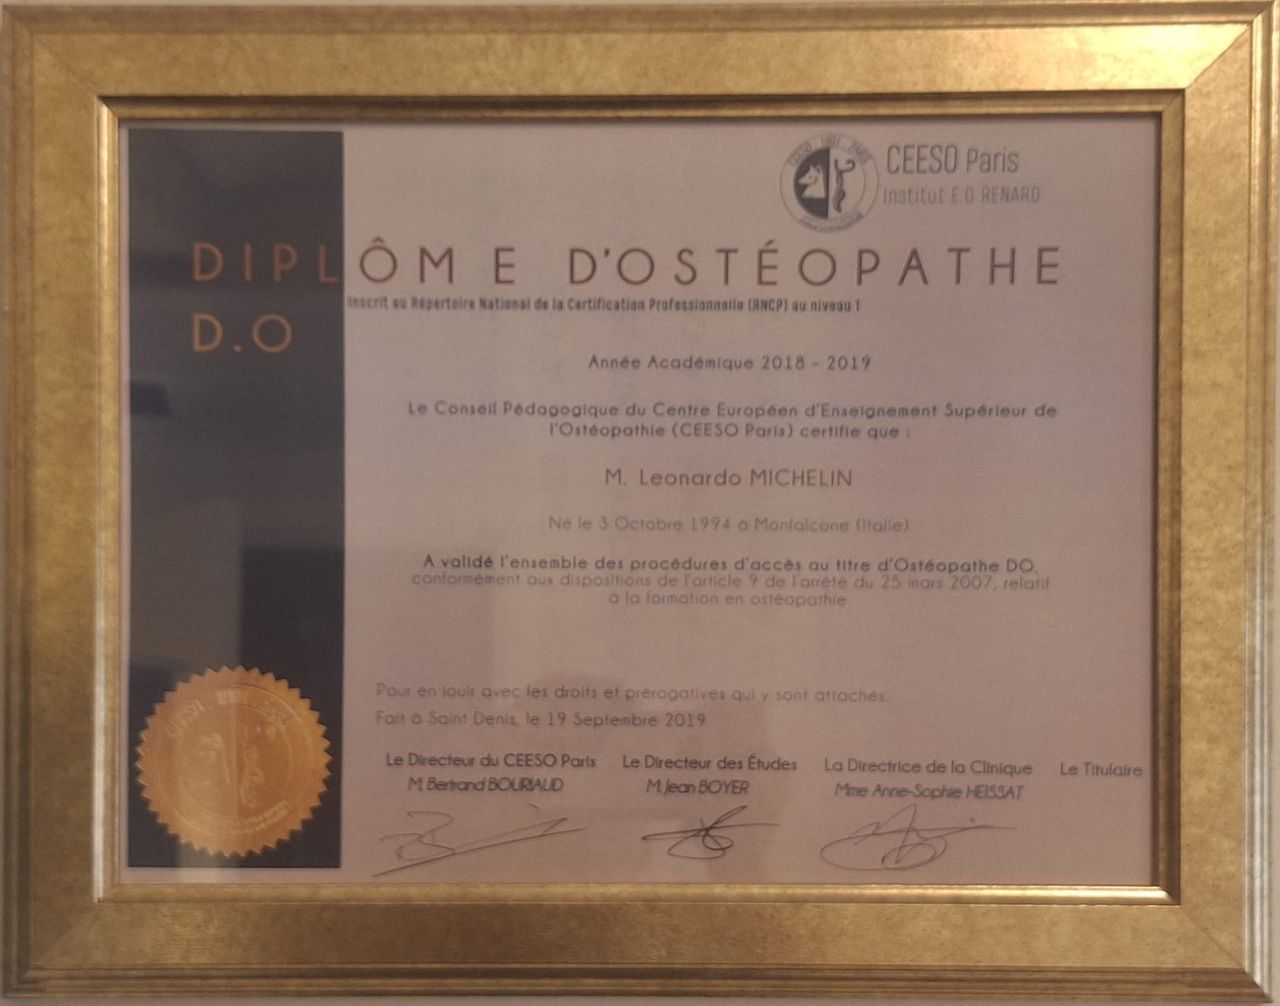 CEESO Paris
Institut E.O RENARD
DIPLÔME D'OSTÉOPATHE
Inscrit au Répertoire National de la Certification Professionnelle (RNCP) au niveau 1
D.O
Année Académique 2018 - 2019
Le Conseil Pédagogique du Centre Européen d'Enseignement Supérieur de
l'Ostéopathie (CEESO Paris) certifie que :
M. Leonardo MICHELIN
Né le 3 Octobre 1994 à Monfalcone (Italie)
A validé l'ensemble des procédures d'accès au titre d'Ostéopathe DO,
conformément aux dispositions de l'article 9 de l'arrêté du 25 mars 2007, relatif
à la formation en ostéopathie
Pour en jouir avec les droits et prérogatives qui y sont attachés.
Fait à Saint Denis, le 19 Septembre 2019
Le Directeur du CEESO Paris Le Directeur des Études La Directrice de la Clinique Le Titulaire
M. Bertrand BOURIAUD M. Jean BOYER Mme Anne-Sophie HEISSAT